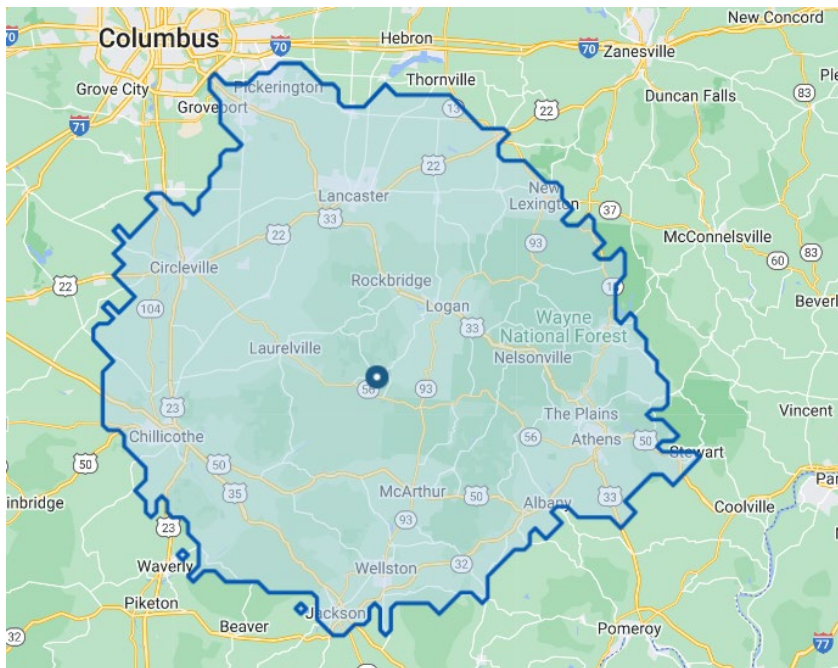 New Concord
Columbus
70
Hebron
70
Zanesville
70
Grove City
Pickerington
Thornville
Groveport
Duncan Falls
83
13
22
71
22
Lancaster
New
Lexington
37
33
22
93
McConnelsville
Circleville
60
83
22
Rockbridge
104
Logan
Wayne
National Forest
33
Laurelville
Nelsonville
56
93
Vincent
23
The Plains
Chillicothe
56
Athens
50
Stewart
50
50
35
McArthur
50
Albany
33
Coolville
inbridge
23
93
Waverly
Wellston
32
Piketon
Jackson
Beaver
32
Pomeroy
77